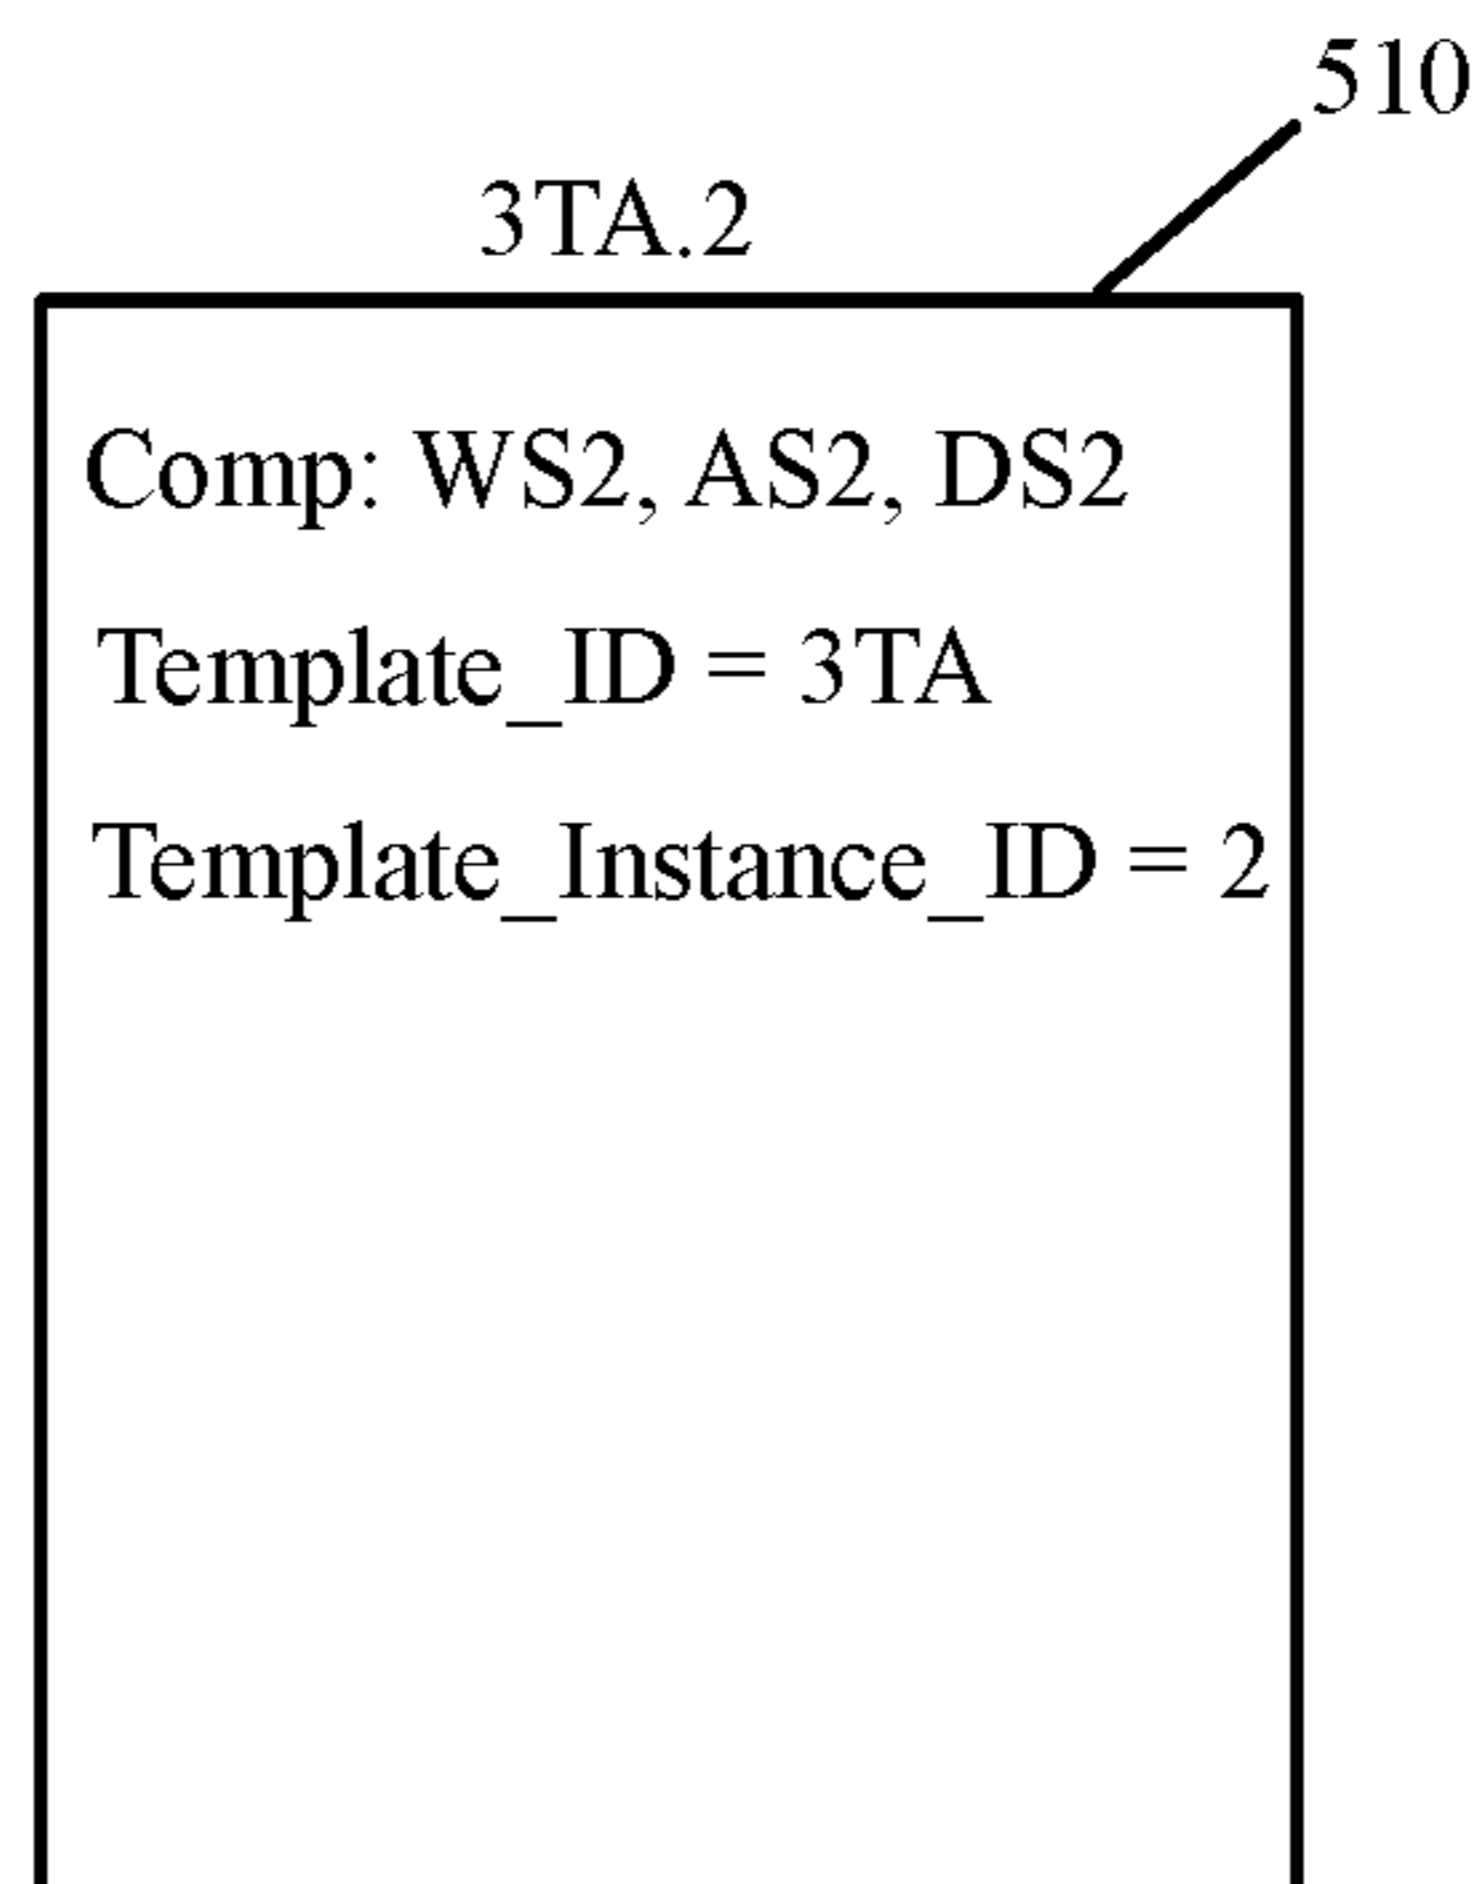 510
3TA.2
Comp: WS2, AS2, DS2
Template_ID = 3TA
Template_Instance_ID = 2